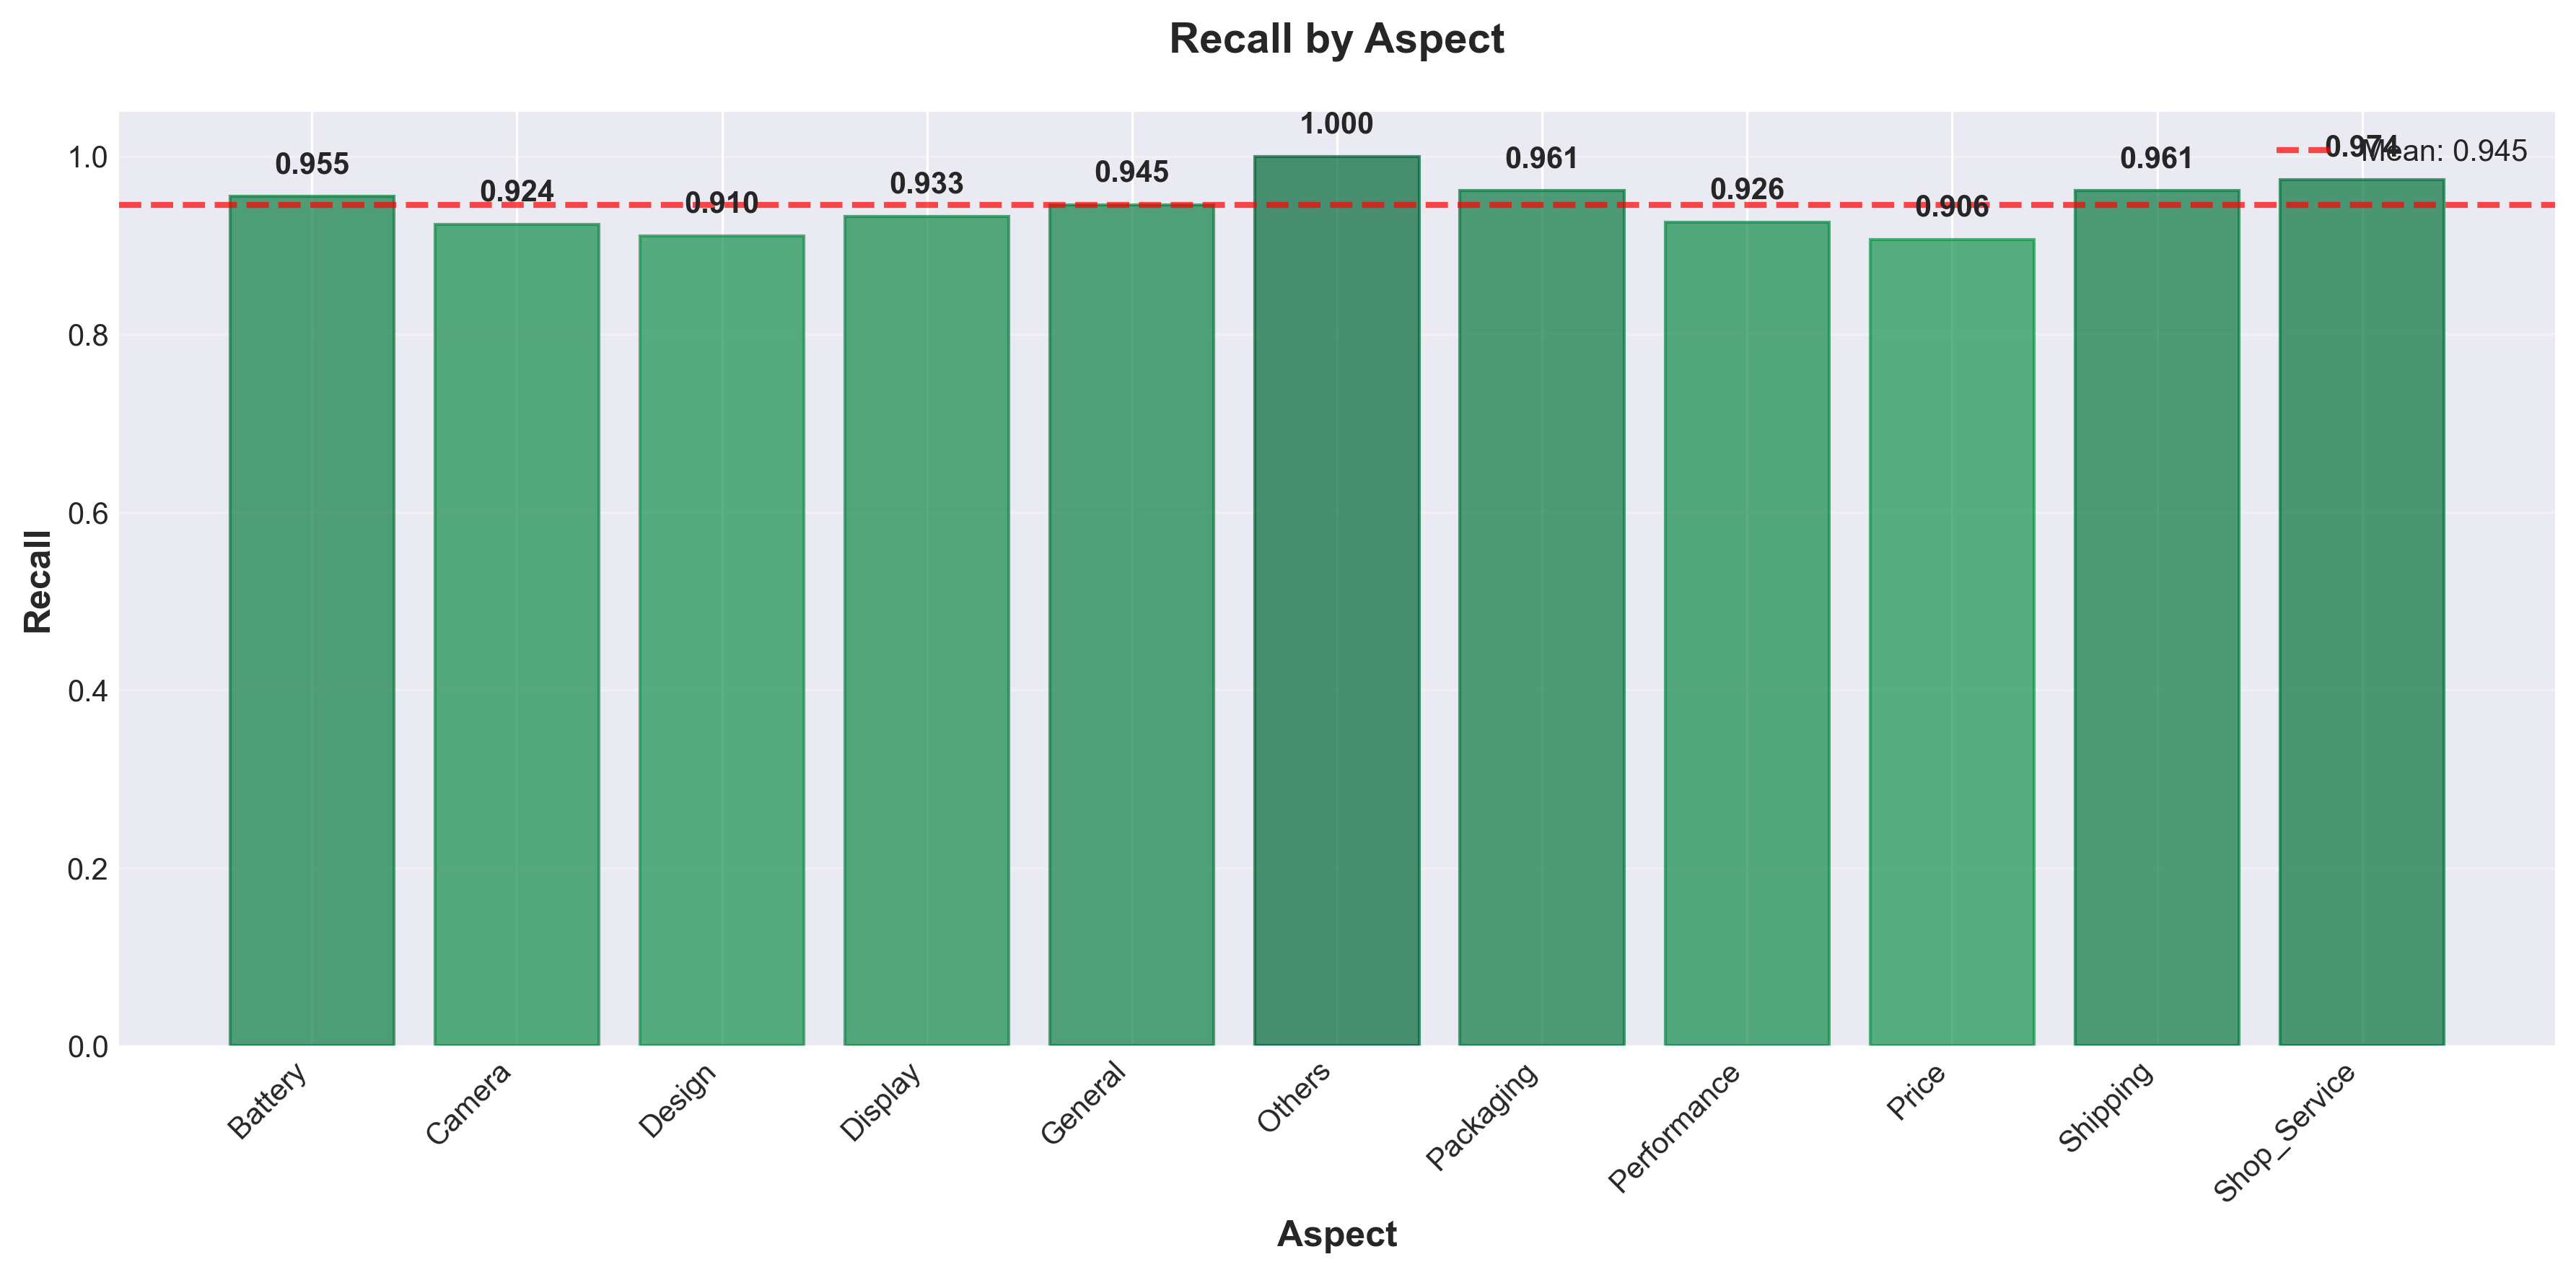 Recall by Aspect
1.000
0.955
0.924
0.910
0.933
0.945
0.961
0.926
0.906
0.961
0.974
Mean: 0.945
1.0
0.8
0.6
0.4
0.2
0.0
Recall
Battery
Camera
Design
Display
General
Others
Packaging
Performance
Price
Shipping
Shop_Service
Aspect